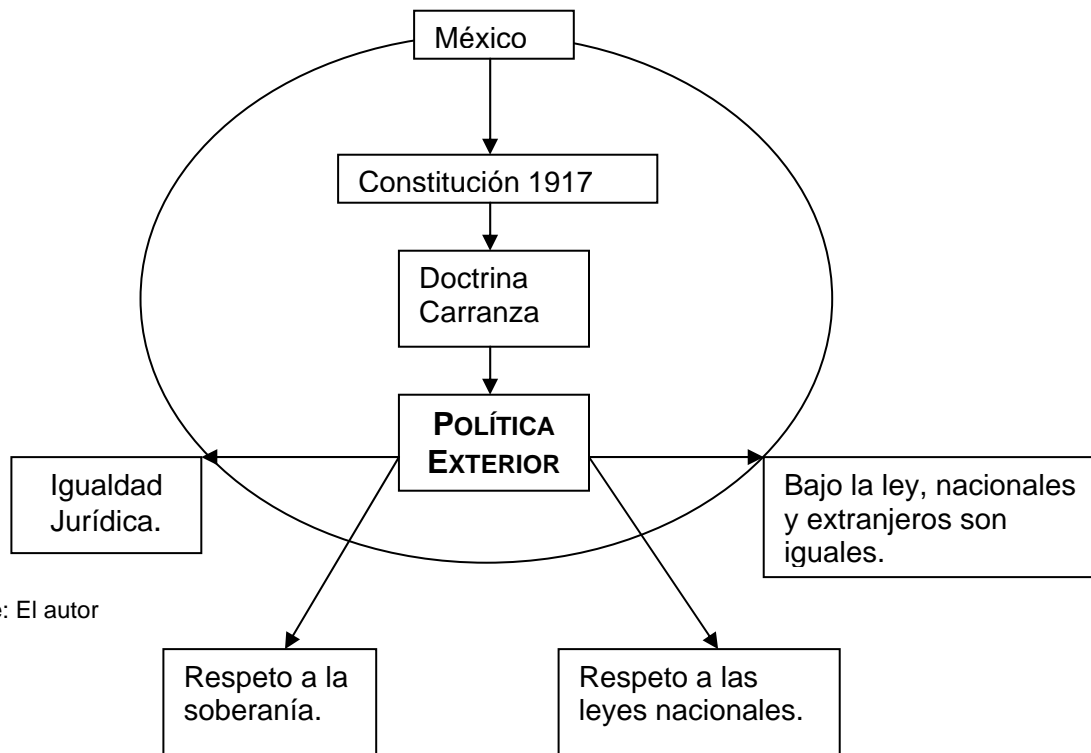 México
Constitución 1917
Doctrina
Carranza
POLÍTICA
EXTERIOR
Igualdad
Jurídica.
Bajo la ley, nacionales
y extranjeros son
iguales.
: El autor
Respeto a la
soberanía.
Respeto a las
leyes nacionales.